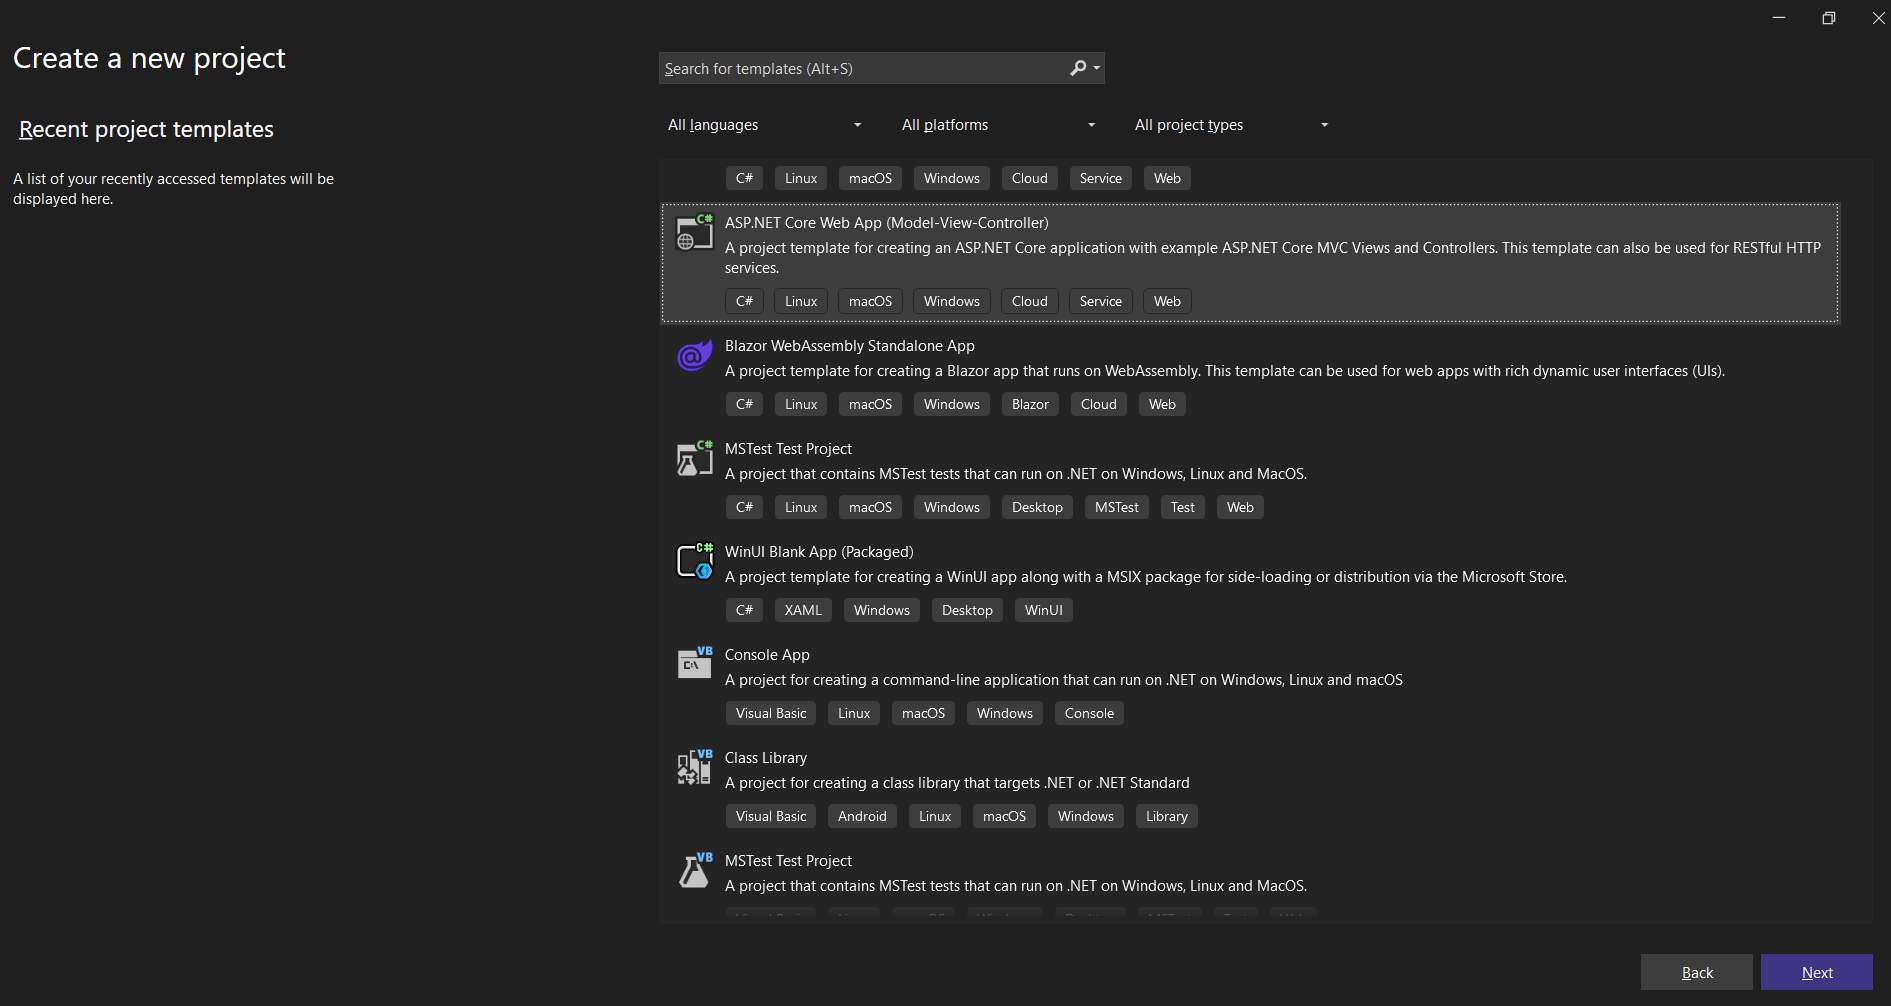 Create a new project
Search for templates (Alt+S)
Recent project templates
All languages
All platforms
All project types
A list of your recently accessed templates will be
displayed here.
C# Linux macOS Windows Cloud Service Web
C#
ASP.NET Core Web App (Model-View-Controller)
A project template for creating an ASP.NET Core application with example ASP.NET Core MVC Views and Controllers. This template can also be used for RESTful HTTP
services.
C# Linux macOS Windows Cloud Service Web
Blazor WebAssembly Standalone App
A project template for creating a Blazor app that runs on WebAssembly. This template can be used for web apps with rich dynamic user interfaces (UIs).
C# Linux macOS Windows Blazor Cloud Web
C#
MSTest Test Project
A project that contains MSTest tests that can run on .NET on Windows, Linux and MacOS.
C# Linux macOS Windows Desktop MSTest Test Web
C#
WinUI Blank App (Packaged)
A project template for creating a WinUI app along with a MSIX package for side-loading or distribution via the Microsoft Store.
C# XAML Windows Desktop WinUI
VB
C:\
Console App
A project for creating a command-line application that can run on .NET on Windows, Linux and macOS
Visual Basic Linux macOS Windows Console
VB
Class Library
A project for creating a class library that targets .NET or .NET Standard
Visual Basic Android Linux macOS Windows Library
VB
MSTest Test Project
A project that contains MSTest tests that can run on .NET on Windows, Linux and MacOS.
Back
Next